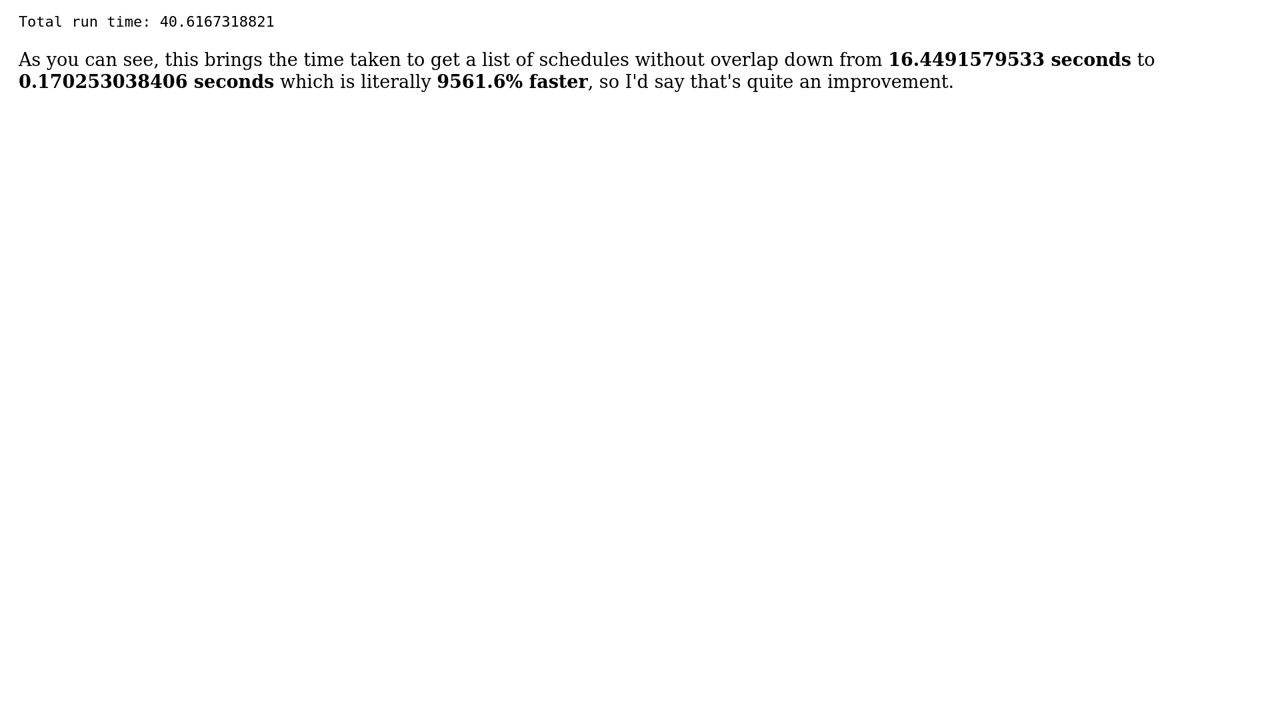 Total run time: 40.6167318821
As you can see, this brings the time taken to get a list of schedules without overlap down from 16.4491579533 seconds to
0.170253038406 seconds which is literally 9561.6% faster, so I'd say that's quite an improvement.